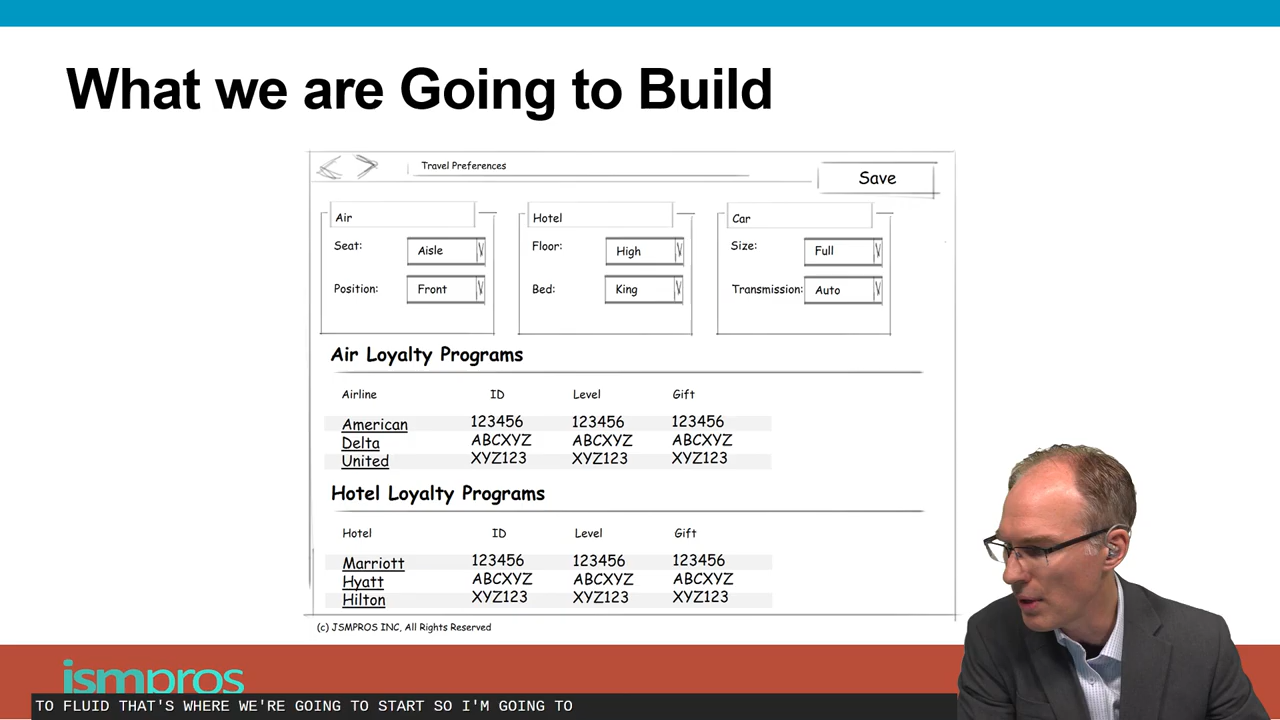 What we are Going to Build
Travel Preferences
Save
Air
Hotel
Car
Seat: Aisle
Floor: High
Size: Full
Position: Front
Bed: King
Transmission: Auto
Air Loyalty Programs
Airline ID Level Gift
American 123456 123456 123456
Delta ABCXYZ ABCXYZ ABCXYZ
United XYZ123 XYZ123 XYZ123
Hotel Loyalty Programs
Hotel ID Level Gift
Marriott 123456 123456 123456
Hyatt ABCXYZ ABCXYZ ABCXYZ
Hilton XYZ123 XYZ123 XYZ123
(c) JSMPROS INC, All Rights Reserved
jsmpros
TO FLUID THAT'S WHERE WE'RE GOING TO START SO I'M GOING TO